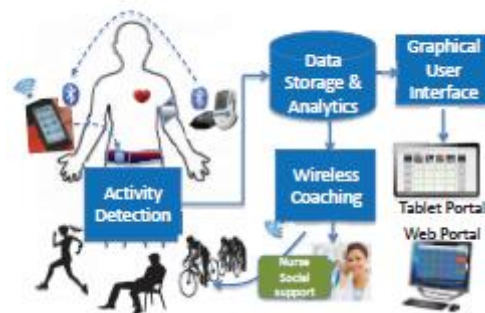 Data
Storage &
Analytics
Graphical
User
Interface
Activity
Detection
Wireless
Coaching
Tablet Portal
Web Portal
Nurse
Social
support